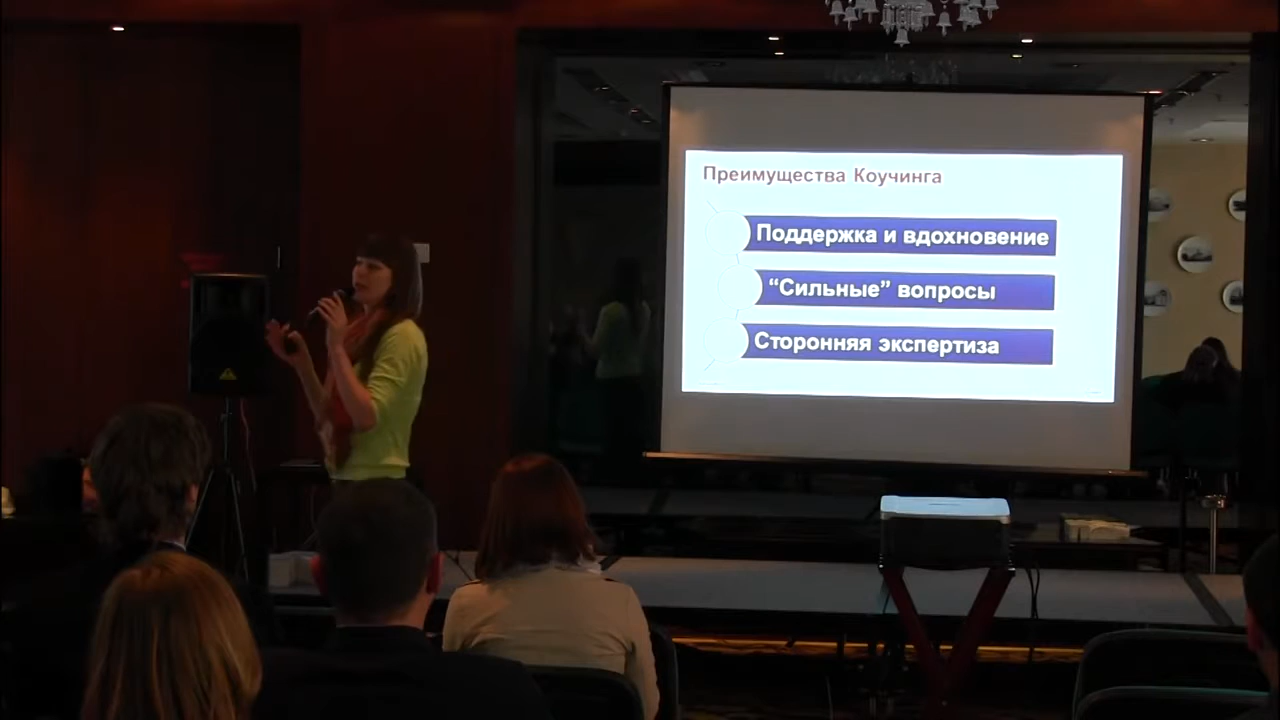 Преимущества Коучинга
Поддержка и вдохновение
“Сильные” вопросы
Сторонняя экспертиза